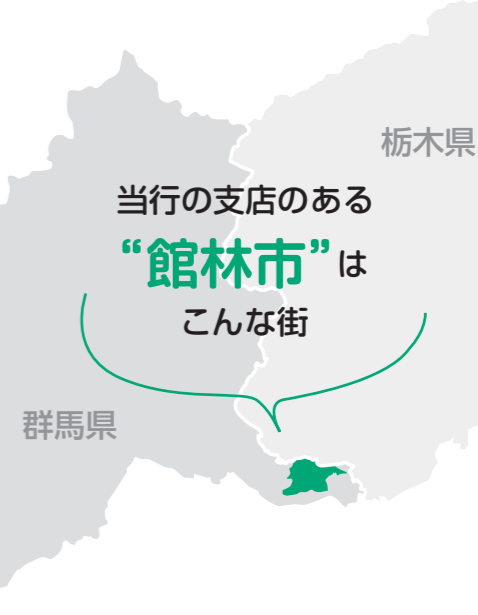 栃木県
当行の支店のある
“館林市”は
こんな街
群馬県